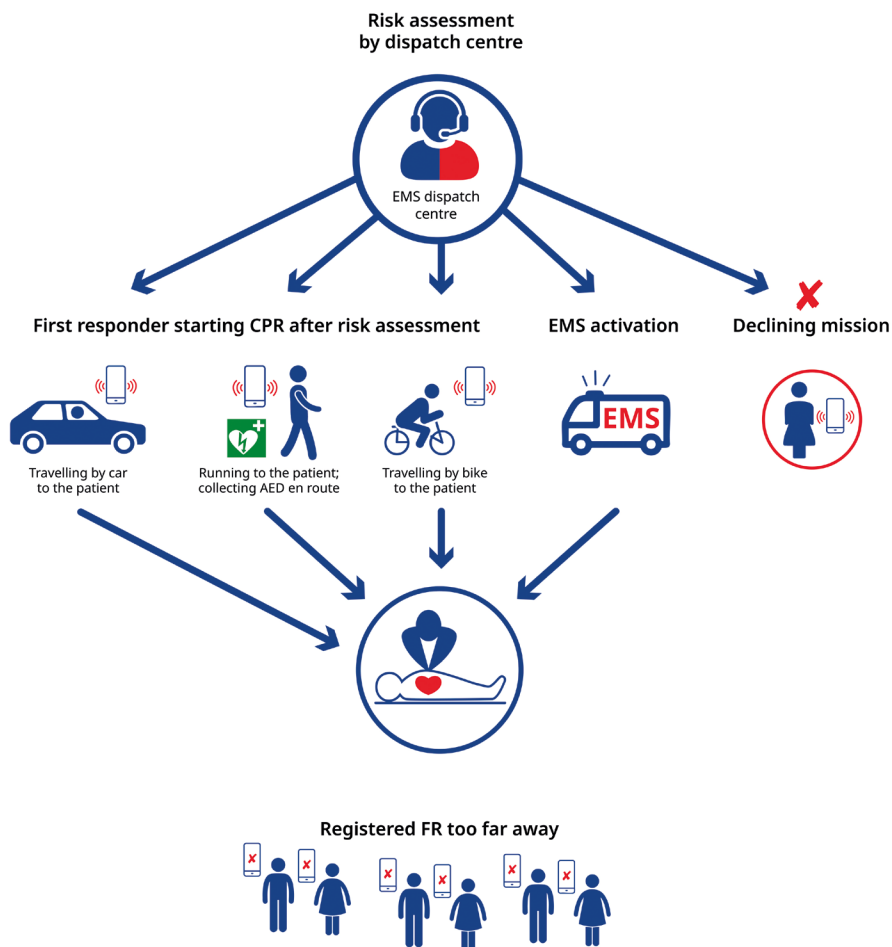 Risk assessment
by dispatch centre
EMS dispatch
centre
First responder starting CPR after risk assessment
EMS activation
Declining mission
EMS
Travelling by car
to the patient
Running to the patient;
collecting AED en route
Travelling by bike
to the patient
Registered FR too far away